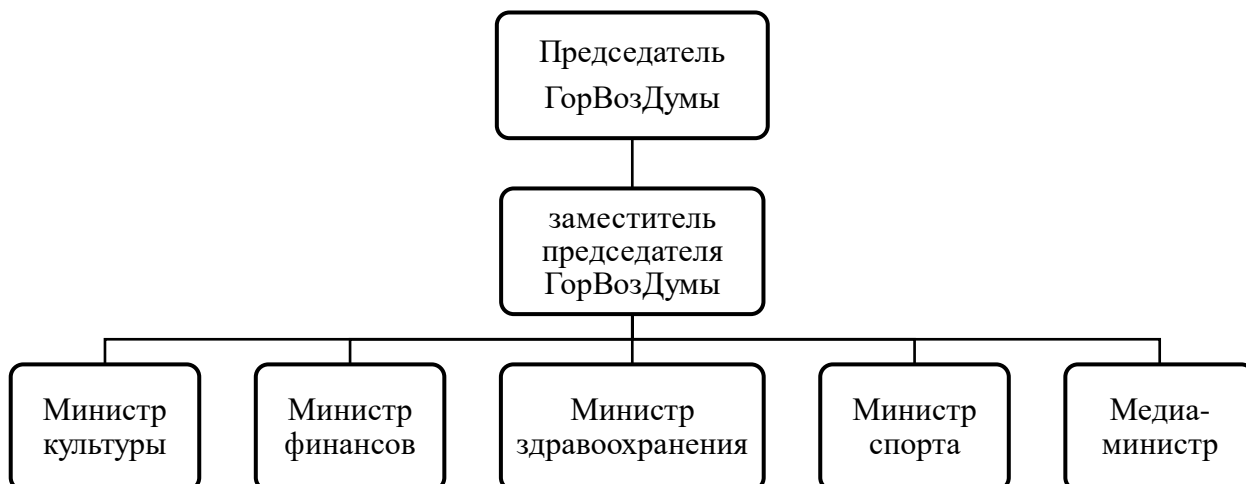 Председатель
ГорВозДумы
заместитель
председателя
ГорВозДумы
Министр
культуры
Министр
финансов
Министр
здравоохранения
Министр
спорта
Медиа-
министр